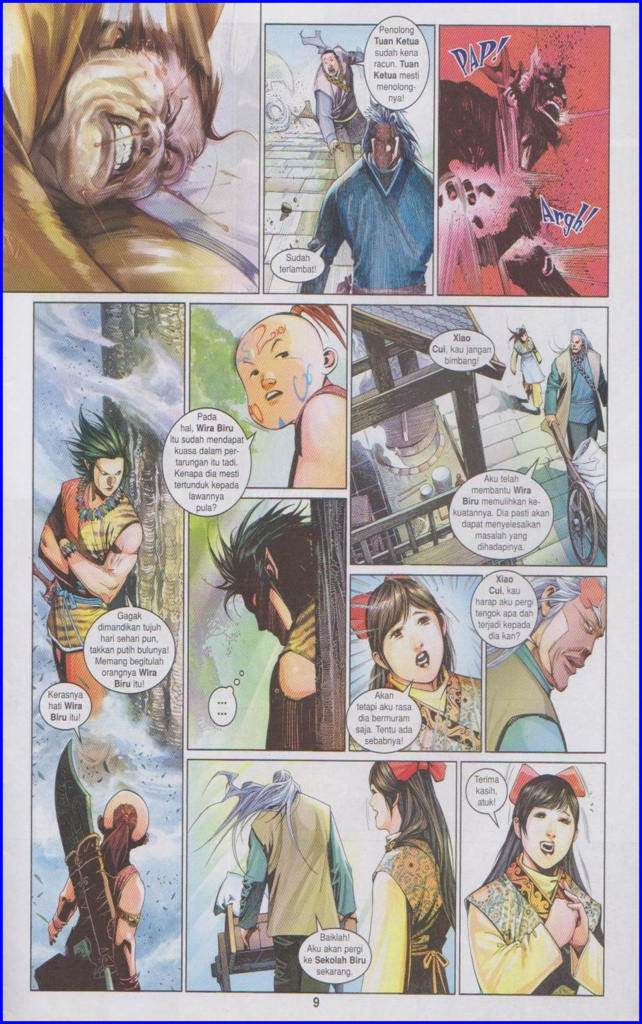 Penolong
Tuan Ketua
sudah kena
racun. Tuan
Ketua mesti
menolong-
nya!
Sudah
terlambat!
PAP!
Argh!
Gagak
dimandikan tujuh
hari sehari pun,
takkan putih bulunya!
Memang begitulah
orangnya Wira
Biru itu!
Kerasnya
hati Wira
Biru itu!
Pada
hal, Wira Biru
itu sudah mendapat
kuasa dalam per-
tarungan itu tadi.
Kenapa dia mesti
tertunduk kepada
lawannya
pula?
... 
...
Xiao
Cui, kau jangan
bimbang!
Aku telah
membantu Wira
Biru memulihkan ke-
kuatannya. Dia pasti akan
dapat menyelesaikan
masalah yang
dihadapinya.
Akan
tetapi aku rasa
dia bermuram
saja. Tentu ada
sebabnya!
Xiao
Cui, kau
harap aku pergi
tengok apa dah
terjadi kepada
dia kan?
Baiklah!
Aku akan pergi
ke Sekolah Biru
sekarang.
Terima
kasih,
atuk!
9